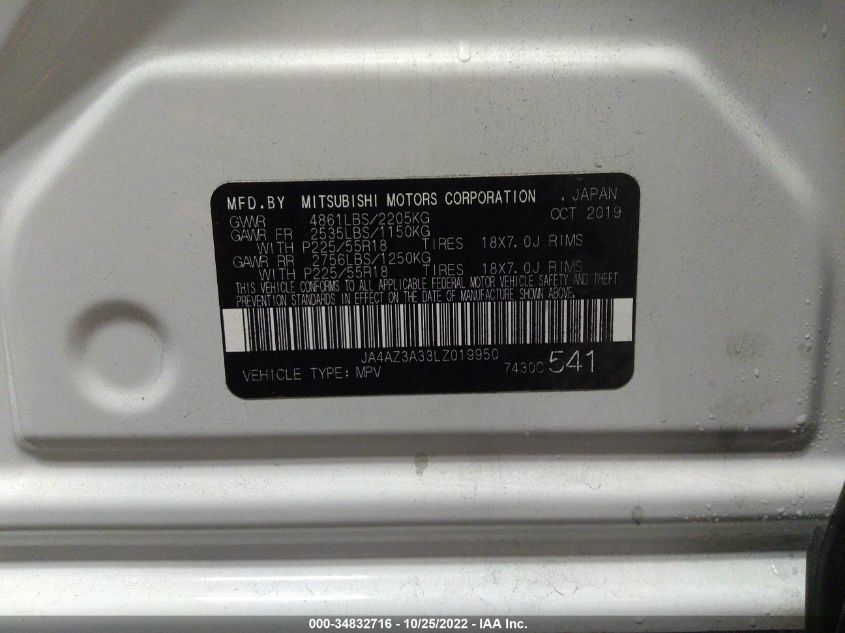 MFD.BY MITSUBISHI MOTORS CORPORATION , JAPAN
GVWR 4861LBS/2205KG OCT 2019
GAWR FR 2535LBS/1150KG
WITH P225/55R18 TIRES 18X7.0J RIMS
GAWR RR 2756LBS/1250KG
WITH P225/55R18 TIRES 18X7.0J RIMS
THIS VEHICLE CONFORMS TO ALL APPLICABLE FEDERAL MOTOR VEHICLE SAFETY AND THEFT
PREVENTION STANDARDS IN EFFECT ON THE DATE OF MANUFACTURE SHOWN ABOVE.
JA4AZ3A33LZ019950
VEHICLE TYPE: MPV 7430C 541
000-34832716 - 10/25/2022 - IAA Inc.